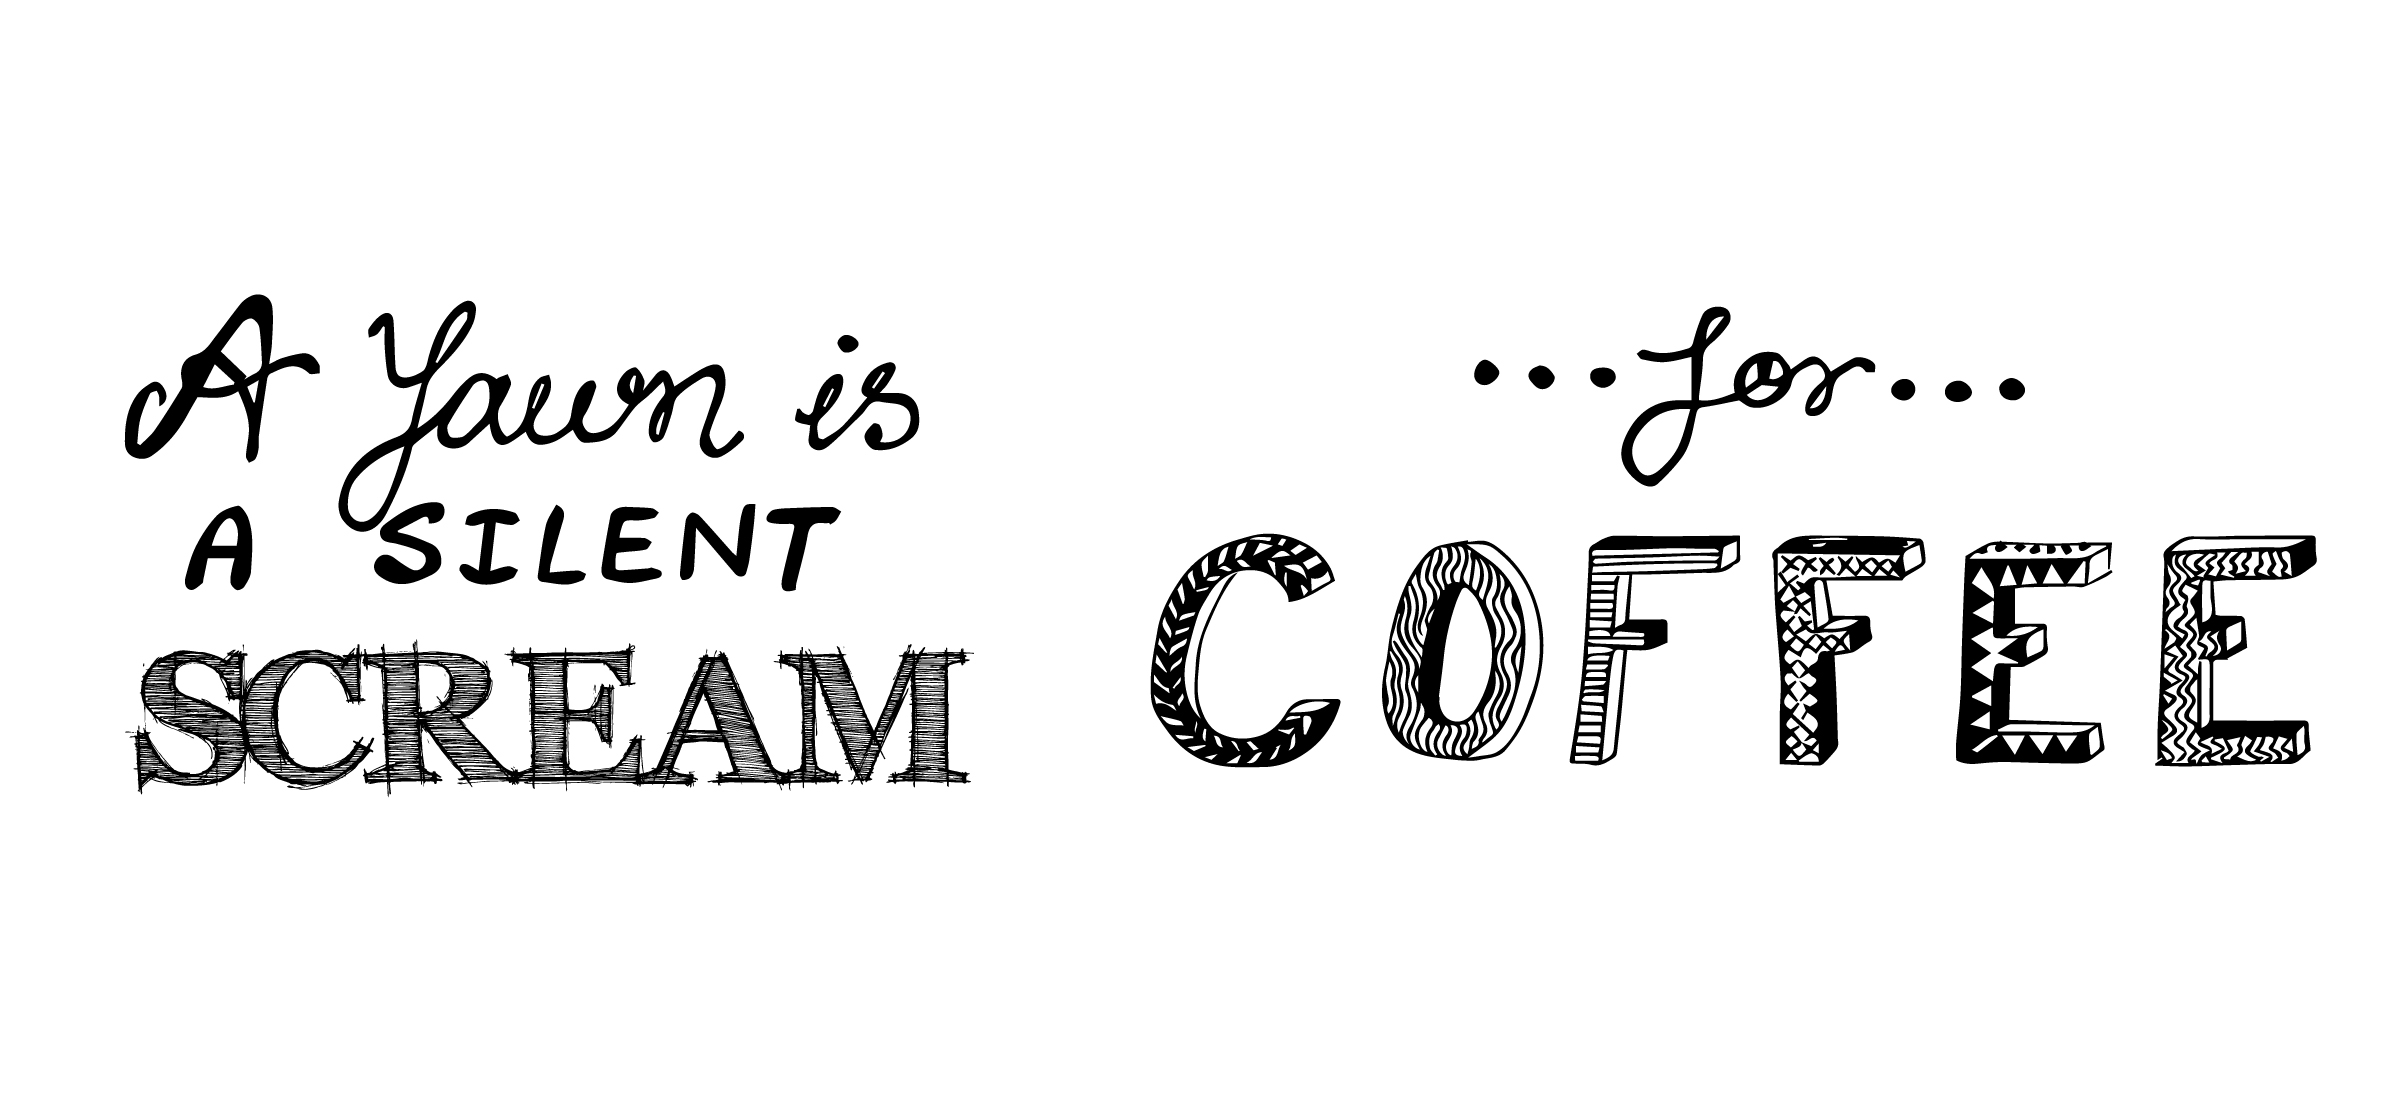 A Yawn is
A SILENT
SCREAM
...for...
COFFEE